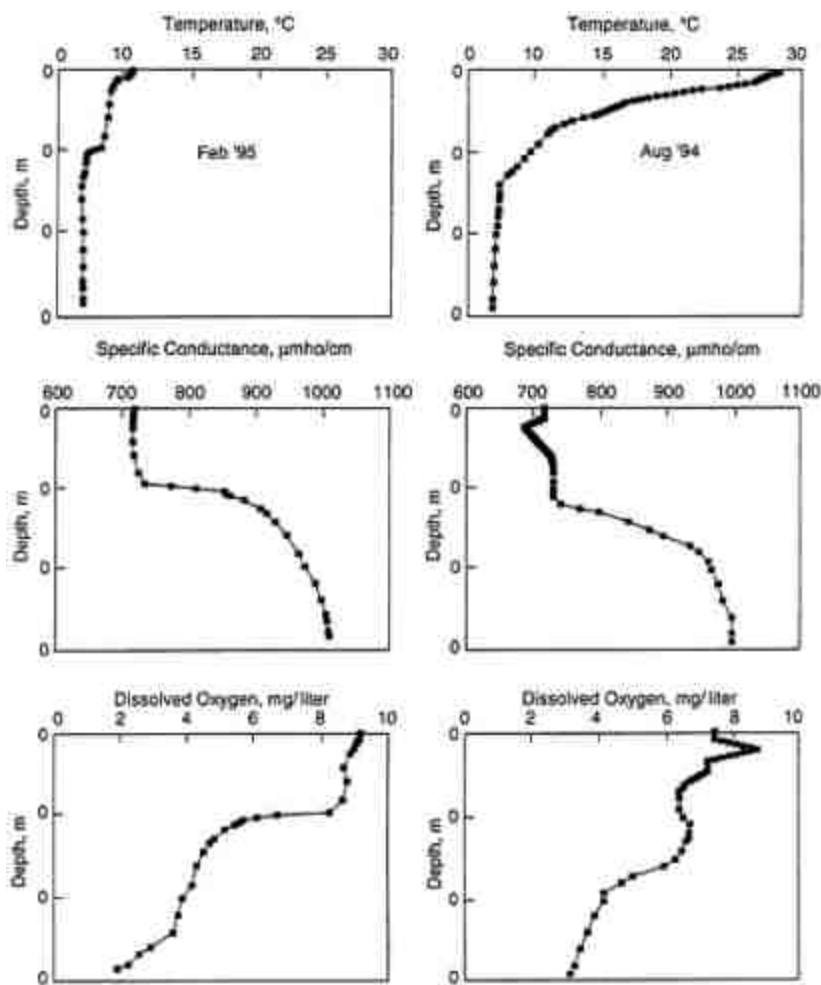 Temperature, °C
0 10 15 20 25 30
Depth, m
0
0
0
0
Feb '95
Temperature, °C
0 10 15 20 25 30
Depth, m
0
0
0
0
Aug '94
Specific Conductance, µmho/cm
600 700 800 900 1000 1100
Depth, m
0
0
0
0
Specific Conductance, µmho/cm
600 700 800 900 1000 1100
Depth, m
0
0
0
0
Dissolved Oxygen, mg/liter
0 2 4 6 8 10
Depth, m
0
0
0
0
Dissolved Oxygen, mg/liter
0 2 4 6 8 10
Depth, m
0
0
0
0